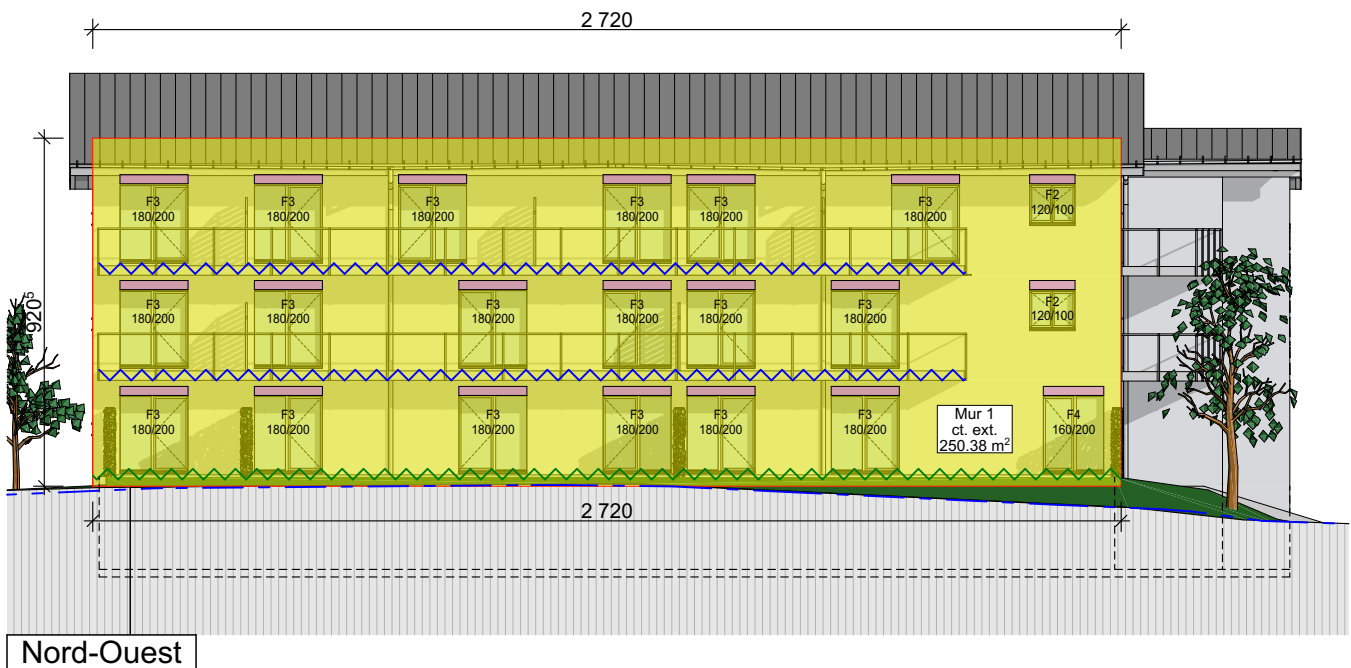 2 720
F3
180/200
F3
180/200
F3
180/200
F3
180/200
F3
180/200
F3
180/200
F2
120/100
920⁵
F3
180/200
F3
180/200
F3
180/200
F3
180/200
F3
180/200
F3
180/200
F2
120/100
F3
180/200
F3
180/200
F3
180/200
F3
180/200
F3
180/200
F3
180/200
Mur 1
ct. ext.
250.38 m²
F4
160/200
2 720
Nord-Ouest